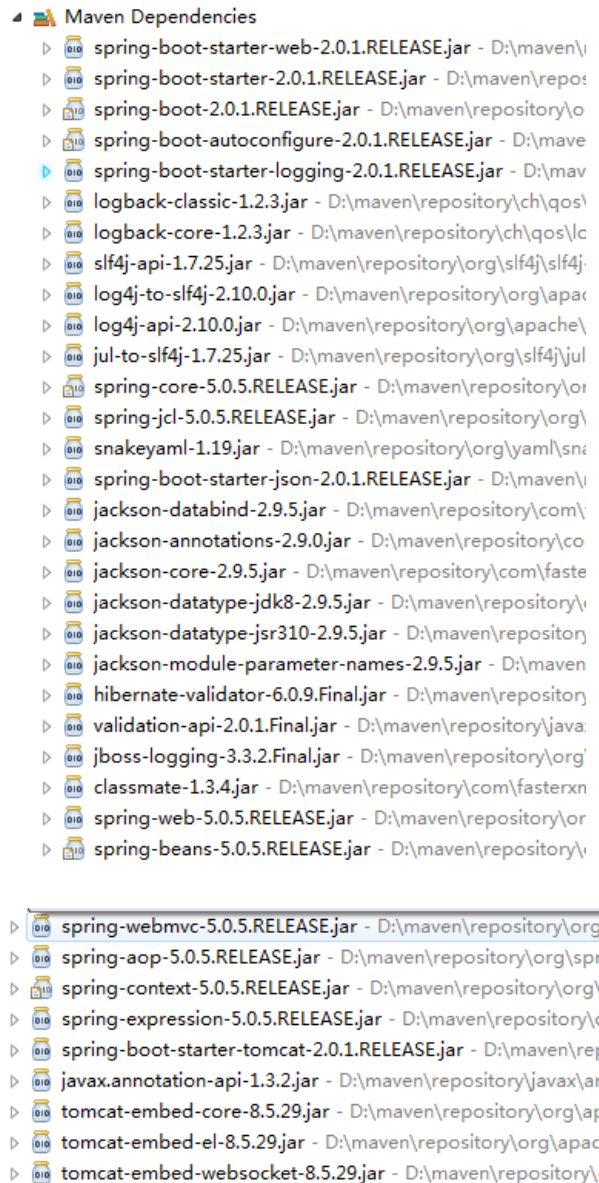 Maven Dependencies
spring-boot-starter-web-2.0.1.RELEASE.jar - D:\maven\
spring-boot-starter-2.0.1.RELEASE.jar - D:\maven\repos
spring-boot-2.0.1.RELEASE.jar - D:\maven\repository\o
spring-boot-autoconfigure-2.0.1.RELEASE.jar - D:\mave
spring-boot-starter-logging-2.0.1.RELEASE.jar - D:\mav
logback-classic-1.2.3.jar - D:\maven\repository\ch\qos\
logback-core-1.2.3.jar - D:\maven\repository\ch\qos\lo
slf4j-api-1.7.25.jar - D:\maven\repository\org\slf4j\slf4j-
log4j-to-slf4j-2.10.0.jar - D:\maven\repository\org\apac
log4j-api-2.10.0.jar - D:\maven\repository\org\apache\
jul-to-slf4j-1.7.25.jar - D:\maven\repository\org\slf4j\jul
spring-core-5.0.5.RELEASE.jar - D:\maven\repository\or
spring-jcl-5.0.5.RELEASE.jar - D:\maven\repository\org\
snakeyaml-1.19.jar - D:\maven\repository\org\yaml\sna
spring-boot-starter-json-2.0.1.RELEASE.jar - D:\maven\
jackson-databind-2.9.5.jar - D:\maven\repository\com\
jackson-annotations-2.9.0.jar - D:\maven\repository\co
jackson-core-2.9.5.jar - D:\maven\repository\com\faste
jackson-datatype-jdk8-2.9.5.jar - D:\maven\repository\
jackson-datatype-jsr310-2.9.5.jar - D:\maven\repository
jackson-module-parameter-names-2.9.5.jar - D:\maven
hibernate-validator-6.0.9.Final.jar - D:\maven\repository
validation-api-2.0.1.Final.jar - D:\maven\repository\java
jboss-logging-3.3.2.Final.jar - D:\maven\repository\org\
classmate-1.3.4.jar - D:\maven\repository\com\fasterxm
spring-web-5.0.5.RELEASE.jar - D:\maven\repository\or
spring-beans-5.0.5.RELEASE.jar - D:\maven\repository\
spring-webmvc-5.0.5.RELEASE.jar - D:\maven\repository\org
spring-aop-5.0.5.RELEASE.jar - D:\maven\repository\org\spr
spring-context-5.0.5.RELEASE.jar - D:\maven\repository\org\
spring-expression-5.0.5.RELEASE.jar - D:\maven\repository\o
spring-boot-starter-tomcat-2.0.1.RELEASE.jar - D:\maven\rep
javax.annotation-api-1.3.2.jar - D:\maven\repository\javax\an
tomcat-embed-core-8.5.29.jar - D:\maven\repository\org\ap
tomcat-embed-el-8.5.29.jar - D:\maven\repository\org\apac
tomcat-embed-websocket-8.5.29.jar - D:\maven\repository\